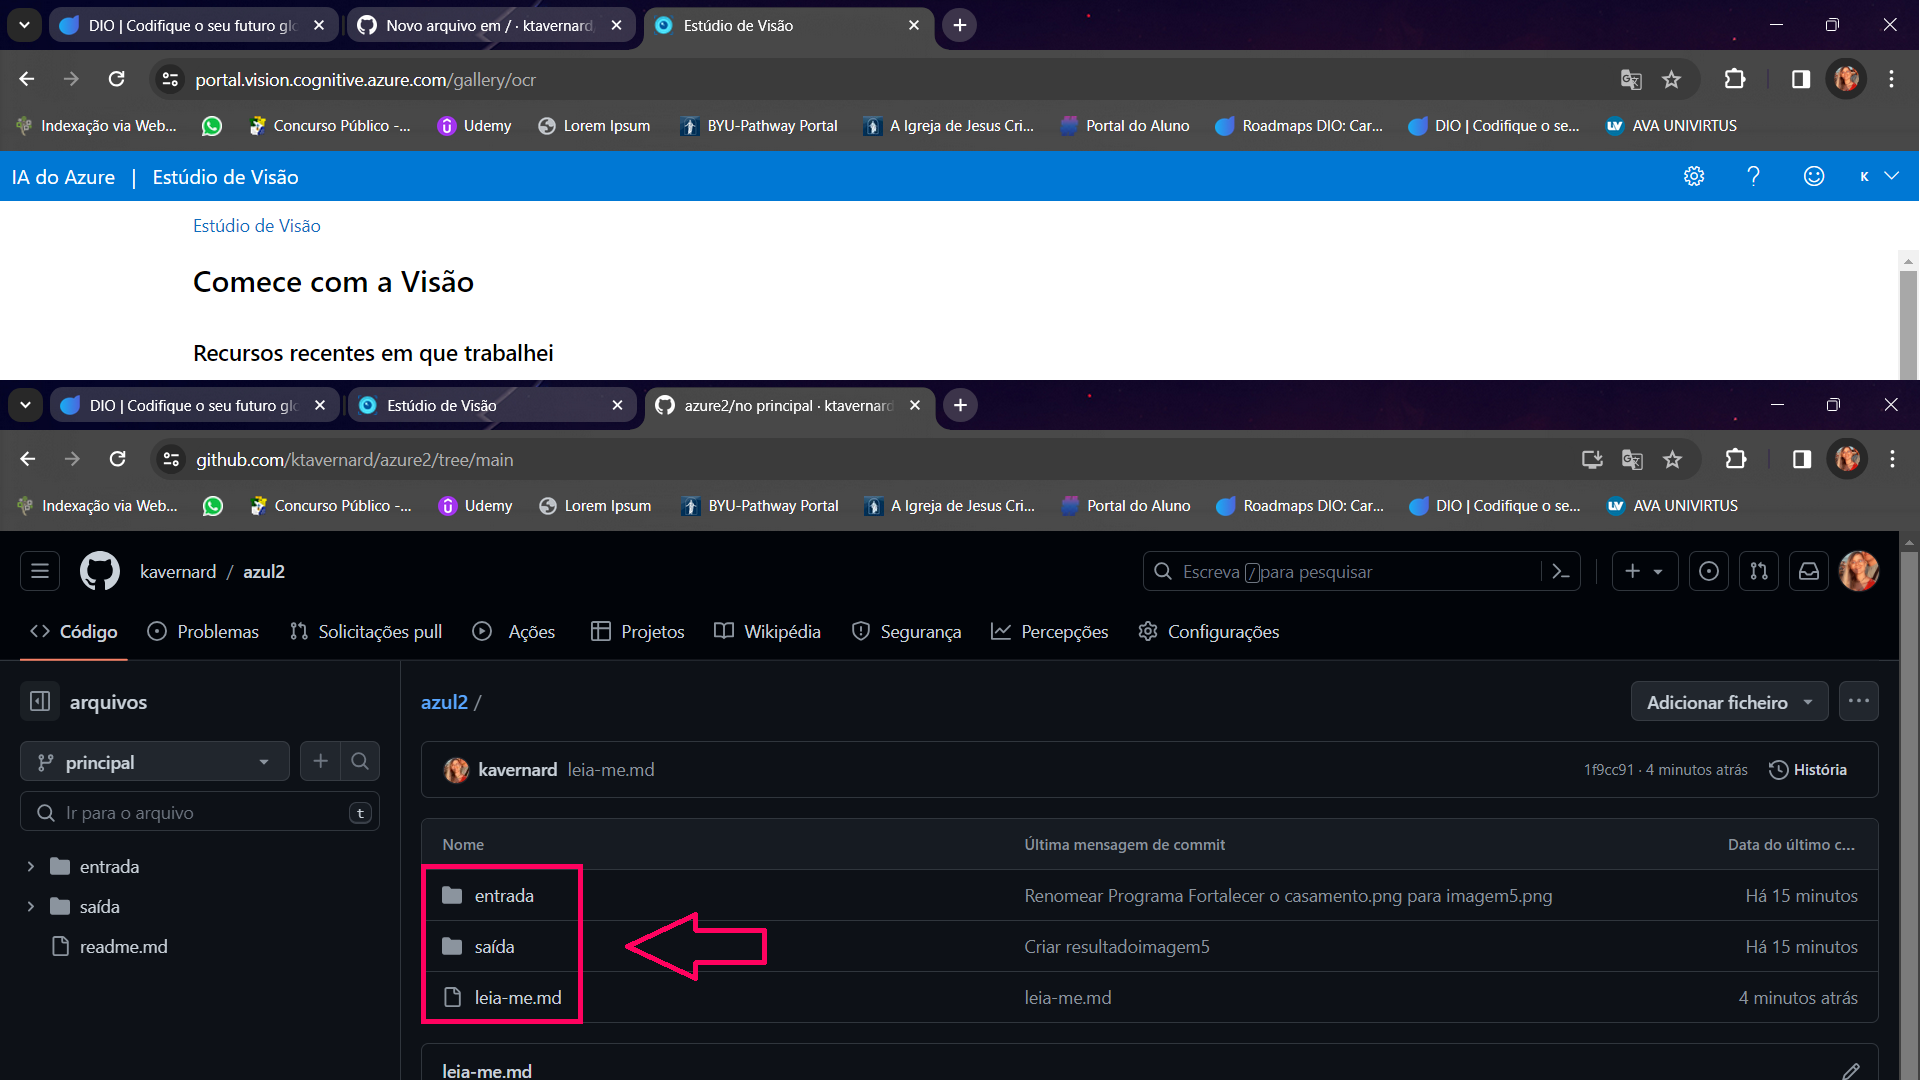 DIO | Codifique o seu futuro glo
Novo arquivo em / · ktavernard
Estúdio de Visão
portal.vision.cognitive.azure.com/gallery/ocr
Indexação via Web...
Concurso Público -...
Udemy
Lorem Ipsum
BYU-Pathway Portal
A Igreja de Jesus Cri...
Portal do Aluno
Roadmaps DIO: Car...
DIO | Codifique o se...
AVA UNIVIRTUS
IA do Azure | Estúdio de Visão
K
Estúdio de Visão
Comece com a Visão
Recursos recentes em que trabalhei
DIO | Codifique o seu futuro glo
Estúdio de Visão
azure2/no principal · ktavernard
github.com/ktavernard/azure2/tree/main
Indexação via Web...
Concurso Público -...
Udemy
Lorem Ipsum
BYU-Pathway Portal
A Igreja de Jesus Cri...
Portal do Aluno
Roadmaps DIO: Car...
DIO | Codifique o se...
AVA UNIVIRTUS
kavernard / azul2
Escreva / para pesquisar
Código
Problemas
Solicitações pull
Ações
Projetos
Wikipédia
Segurança
Percepções
Configurações
arquivos
principal
Ir para o arquivo
t
entrada
saída
readme.md
azul2 /
Adicionar ficheiro
kavernard leia-me.md
1f9cc91 · 4 minutos atrás
História
Nome
Última mensagem de commit
Data do último c...
entrada
Renomear Programa Fortalecer o casamento.png para imagem5.png
Há 15 minutos
saída
Criar resultadoimagem5
Há 15 minutos
leia-me.md
leia-me.md
4 minutos atrás
leia-me.md